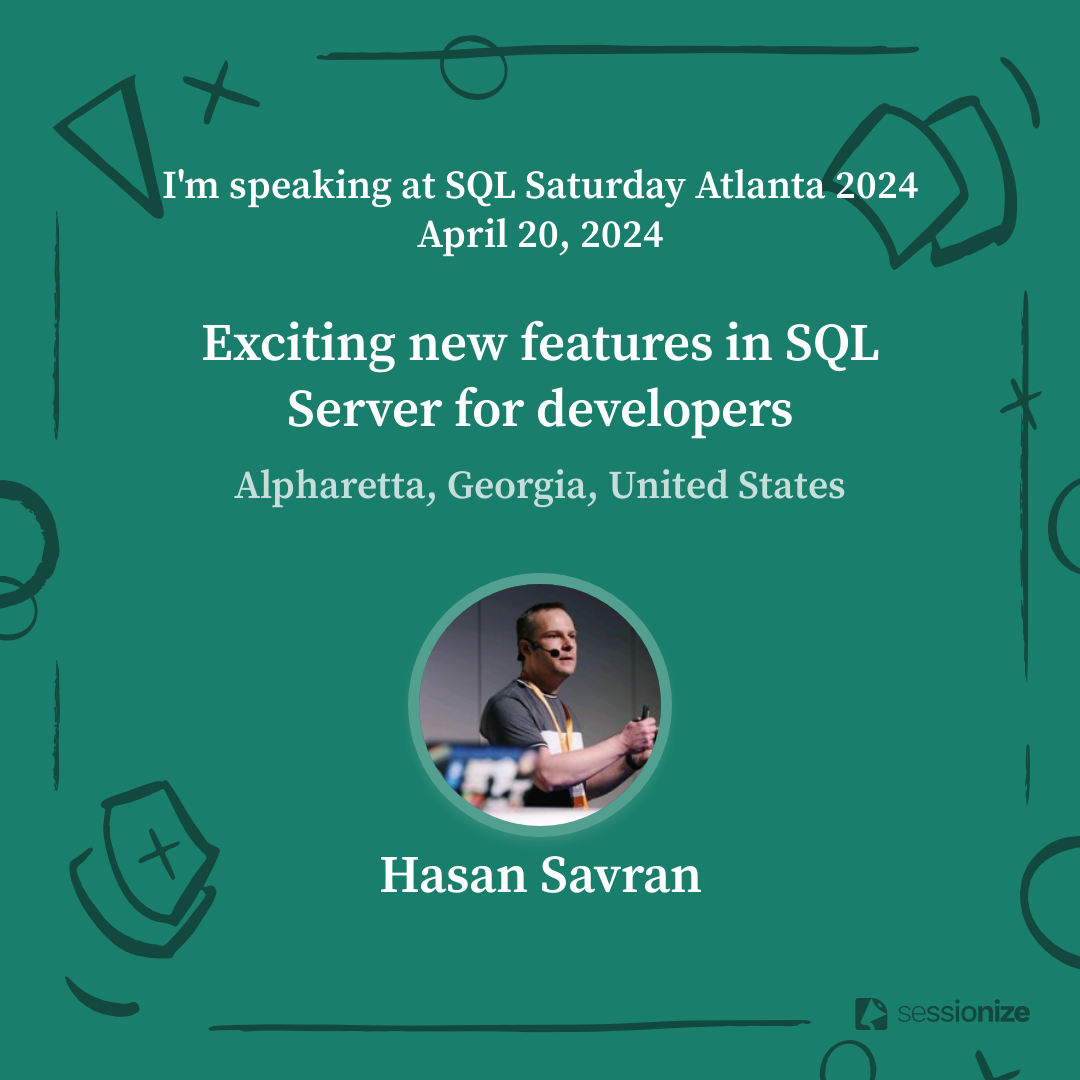 I'm speaking at SQL Saturday Atlanta 2024
April 20, 2024
Exciting new features in SQL
Server for developers
Alpharetta, Georgia, United States
Hasan Savran
sessionize